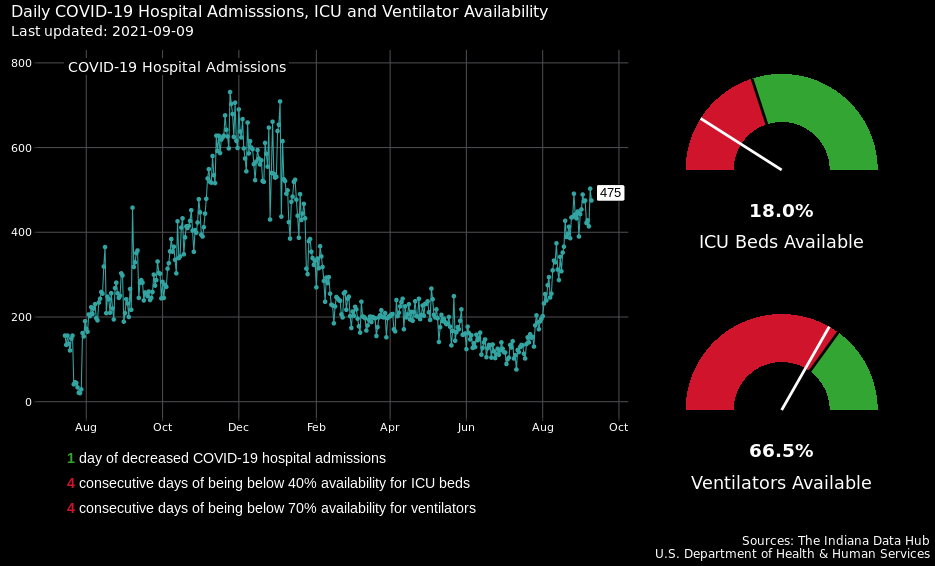 Daily COVID-19 Hospital Admisssions, ICU and Ventilator Availability
Last updated: 2021-09-09
COVID-19 Hospital Admissions
800
600
400
200
0
475
Aug Oct Dec Feb Apr Jun Aug Oct
18.0%
ICU Beds Available
66.5%
Ventilators Available
1 day of decreased COVID-19 hospital admissions
4 consecutive days of being below 40% availability for ICU beds
4 consecutive days of being below 70% availability for ventilators
Sources: The Indiana Data Hub
U.S. Department of Health & Human Services